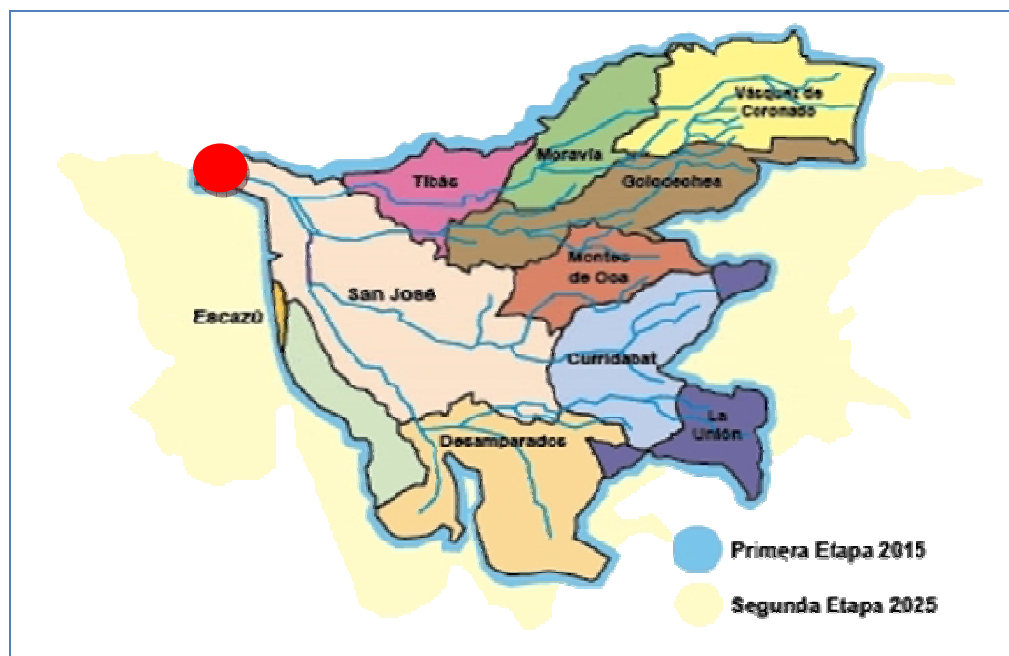 Vásquez de
Coronado
Moravia
Tibás
Goicoechea
Montes
de Oca
San José
Escazú
Curridabat
La
Unión
Desamparados
Primera Etapa 2015
Segunda Etapa 2025